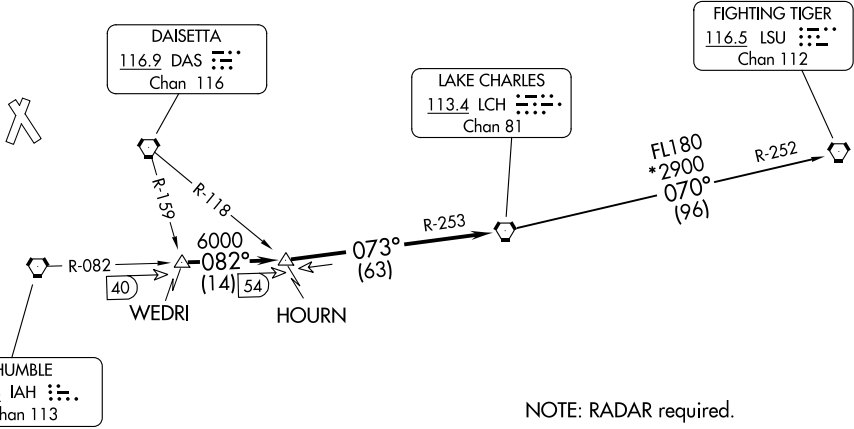 FIGHTING TIGER
116.5 LSU
Chan 112
DAISETTA
116.9 DAS
Chan 116
LAKE CHARLES
113.4 LCH
Chan 81
FL180
*2900
070°
(96)
R-252
R-159
R-118
R-253
073°
(63)
6000
082°
(14)
R-082
40
54
WEDRI
HOURN
HUMBLE
IAH
Chan 113
NOTE: RADAR required.